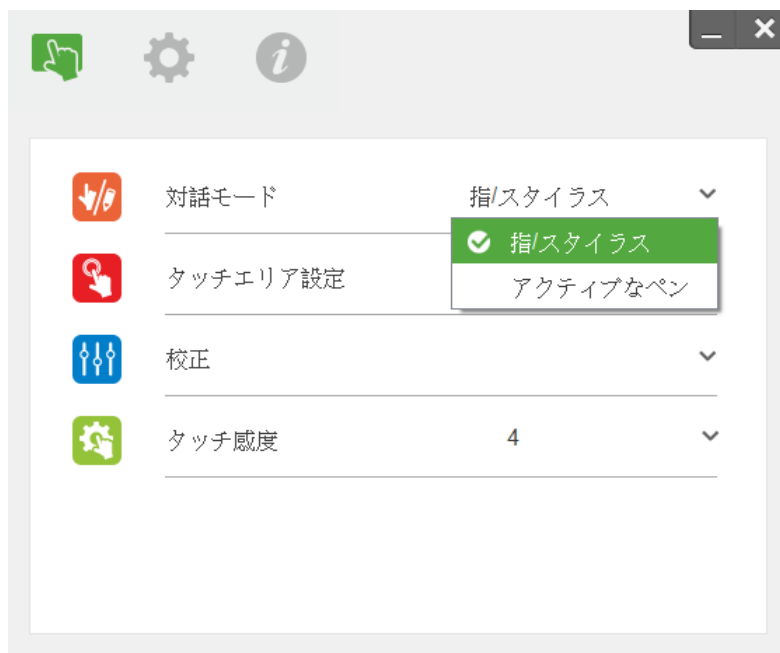 対話モード 指/スタイラス
指/スタイラス
タッチエリア設定
アクティブなペン
校正
タッチ感度 4